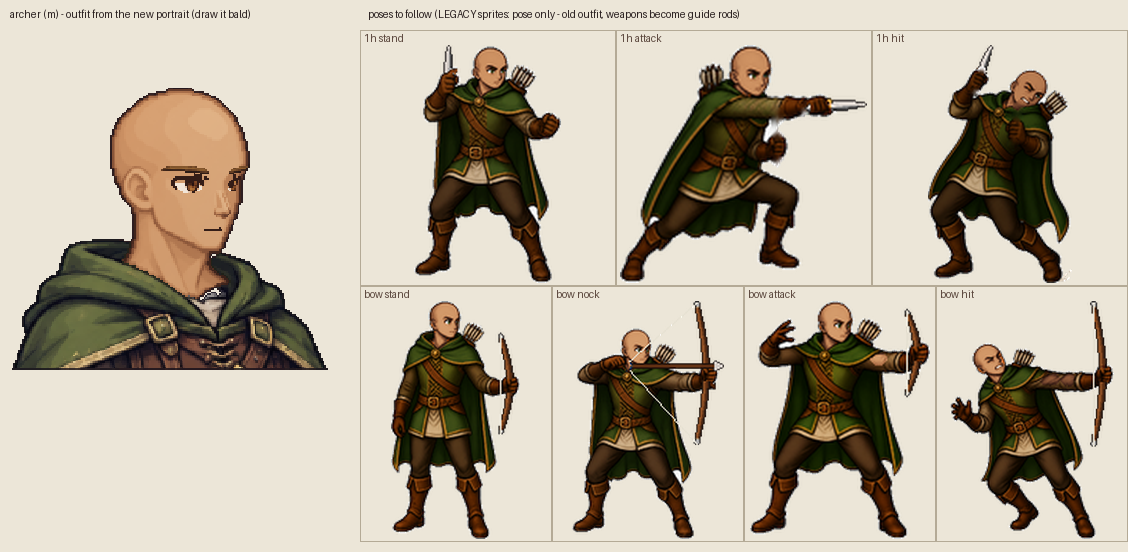 archer (m) - outfit from the new portrait (draw it bald)
poses to follow (LEGACY sprites: pose only - old outfit, weapons become guide rods)
1h stand
1h attack
1h hit
bow stand
bow nock
bow attack
bow hit